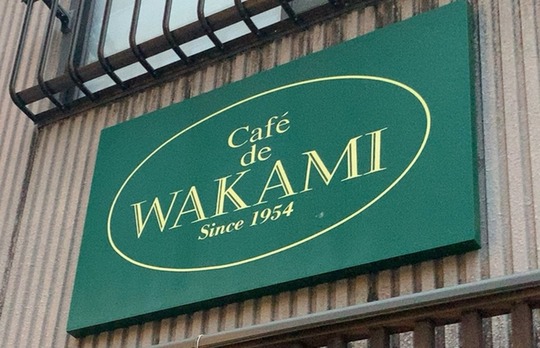 Café
de
WAKAMI
Since 1954